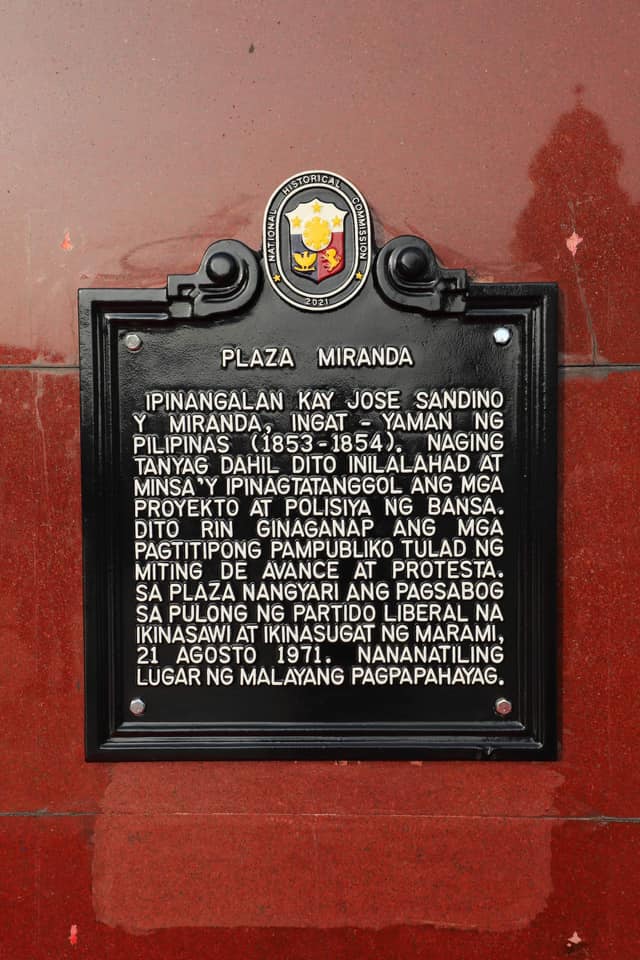 NATIONAL HISTORICAL COMMISSION
2021
PLAZA MIRANDA
IPINANGALAN KAY JOSE SANDINO
Y MIRANDA, INGAT-YAMAN NG
PILIPINAS (1853-1854). NAGING
TANYAG DAHIL DITO INILALAHAD AT
MINSA'Y IPINAGTATANGGOL ANG MGA
PROYEKTO AT POLISIYA NG BANSA.
DITO RIN GINAGANAP ANG MGA
PAGTITIPONG PAMPUBLIKO TULAD NG
MITING DE AVANCE AT PROTESTA.
SA PLAZA NANGYARI ANG PAGSABOG
SA PULONG NG PARTIDO LIBERAL NA
IKINASAWI AT IKINASUGAT NG MARAMI,
21 AGOSTO 1971. NANANATILING
LUGAR NG MALAYANG PAGPAPAHAYAG.